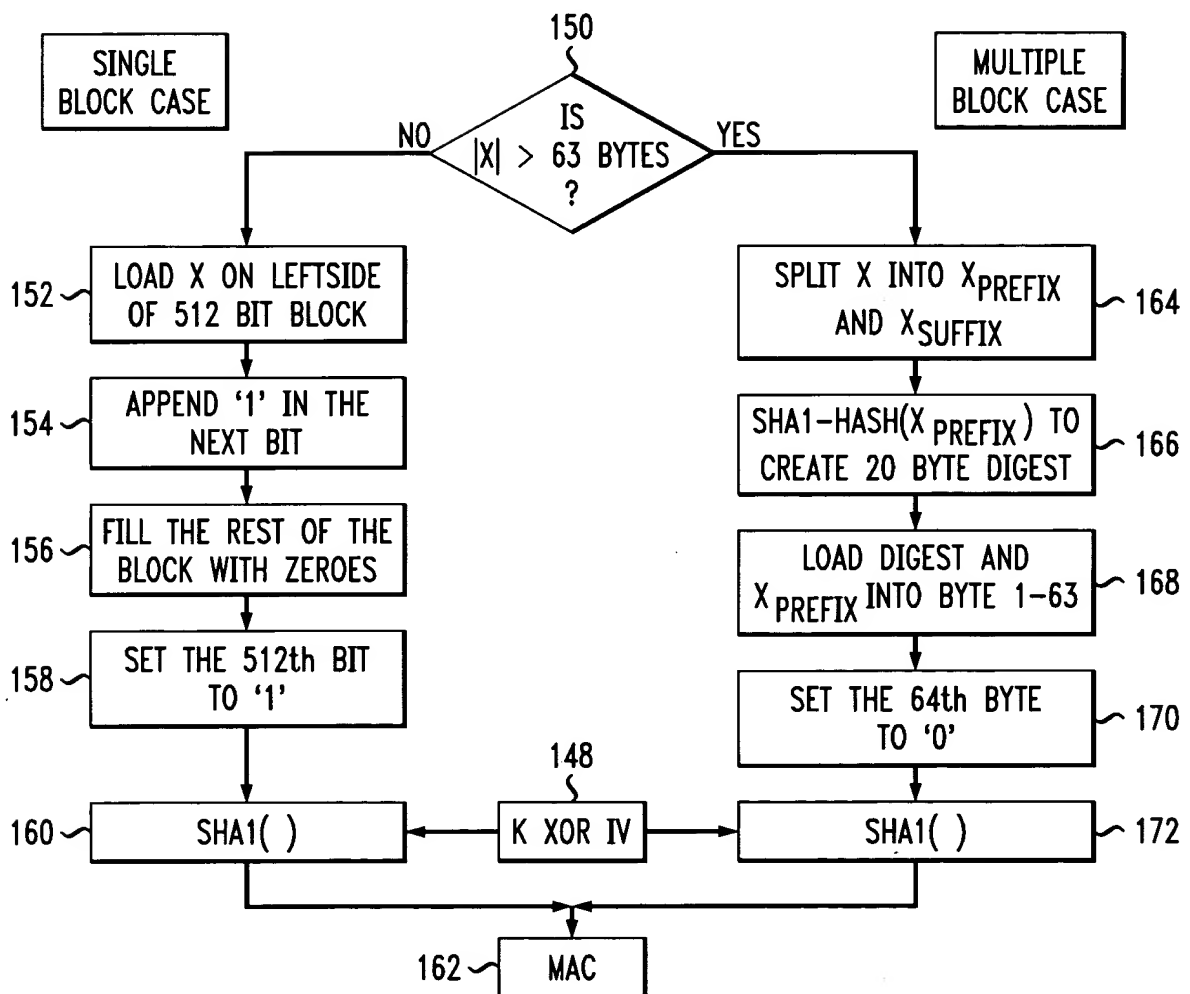 150
SINGLE
BLOCK CASE
MULTIPLE
BLOCK CASE
IS
|X| > 63 BYTES
?
NO
YES
152
LOAD X ON LEFTSIDE
OF 512 BIT BLOCK
154
APPEND '1' IN THE
NEXT BIT
156
FILL THE REST OF THE
BLOCK WITH ZEROES
158
SET THE 512th BIT
TO '1'
160
SHA1( )
148
K XOR IV
SPLIT X INTO XPREFIX
AND XSUFFIX
164
SHA1-HASH(XPREFIX) TO
CREATE 20 BYTE DIGEST
166
LOAD DIGEST AND
XPREFIX INTO BYTE 1-63
168
SET THE 64th BYTE
TO '0'
170
SHA1( )
172
162
MAC